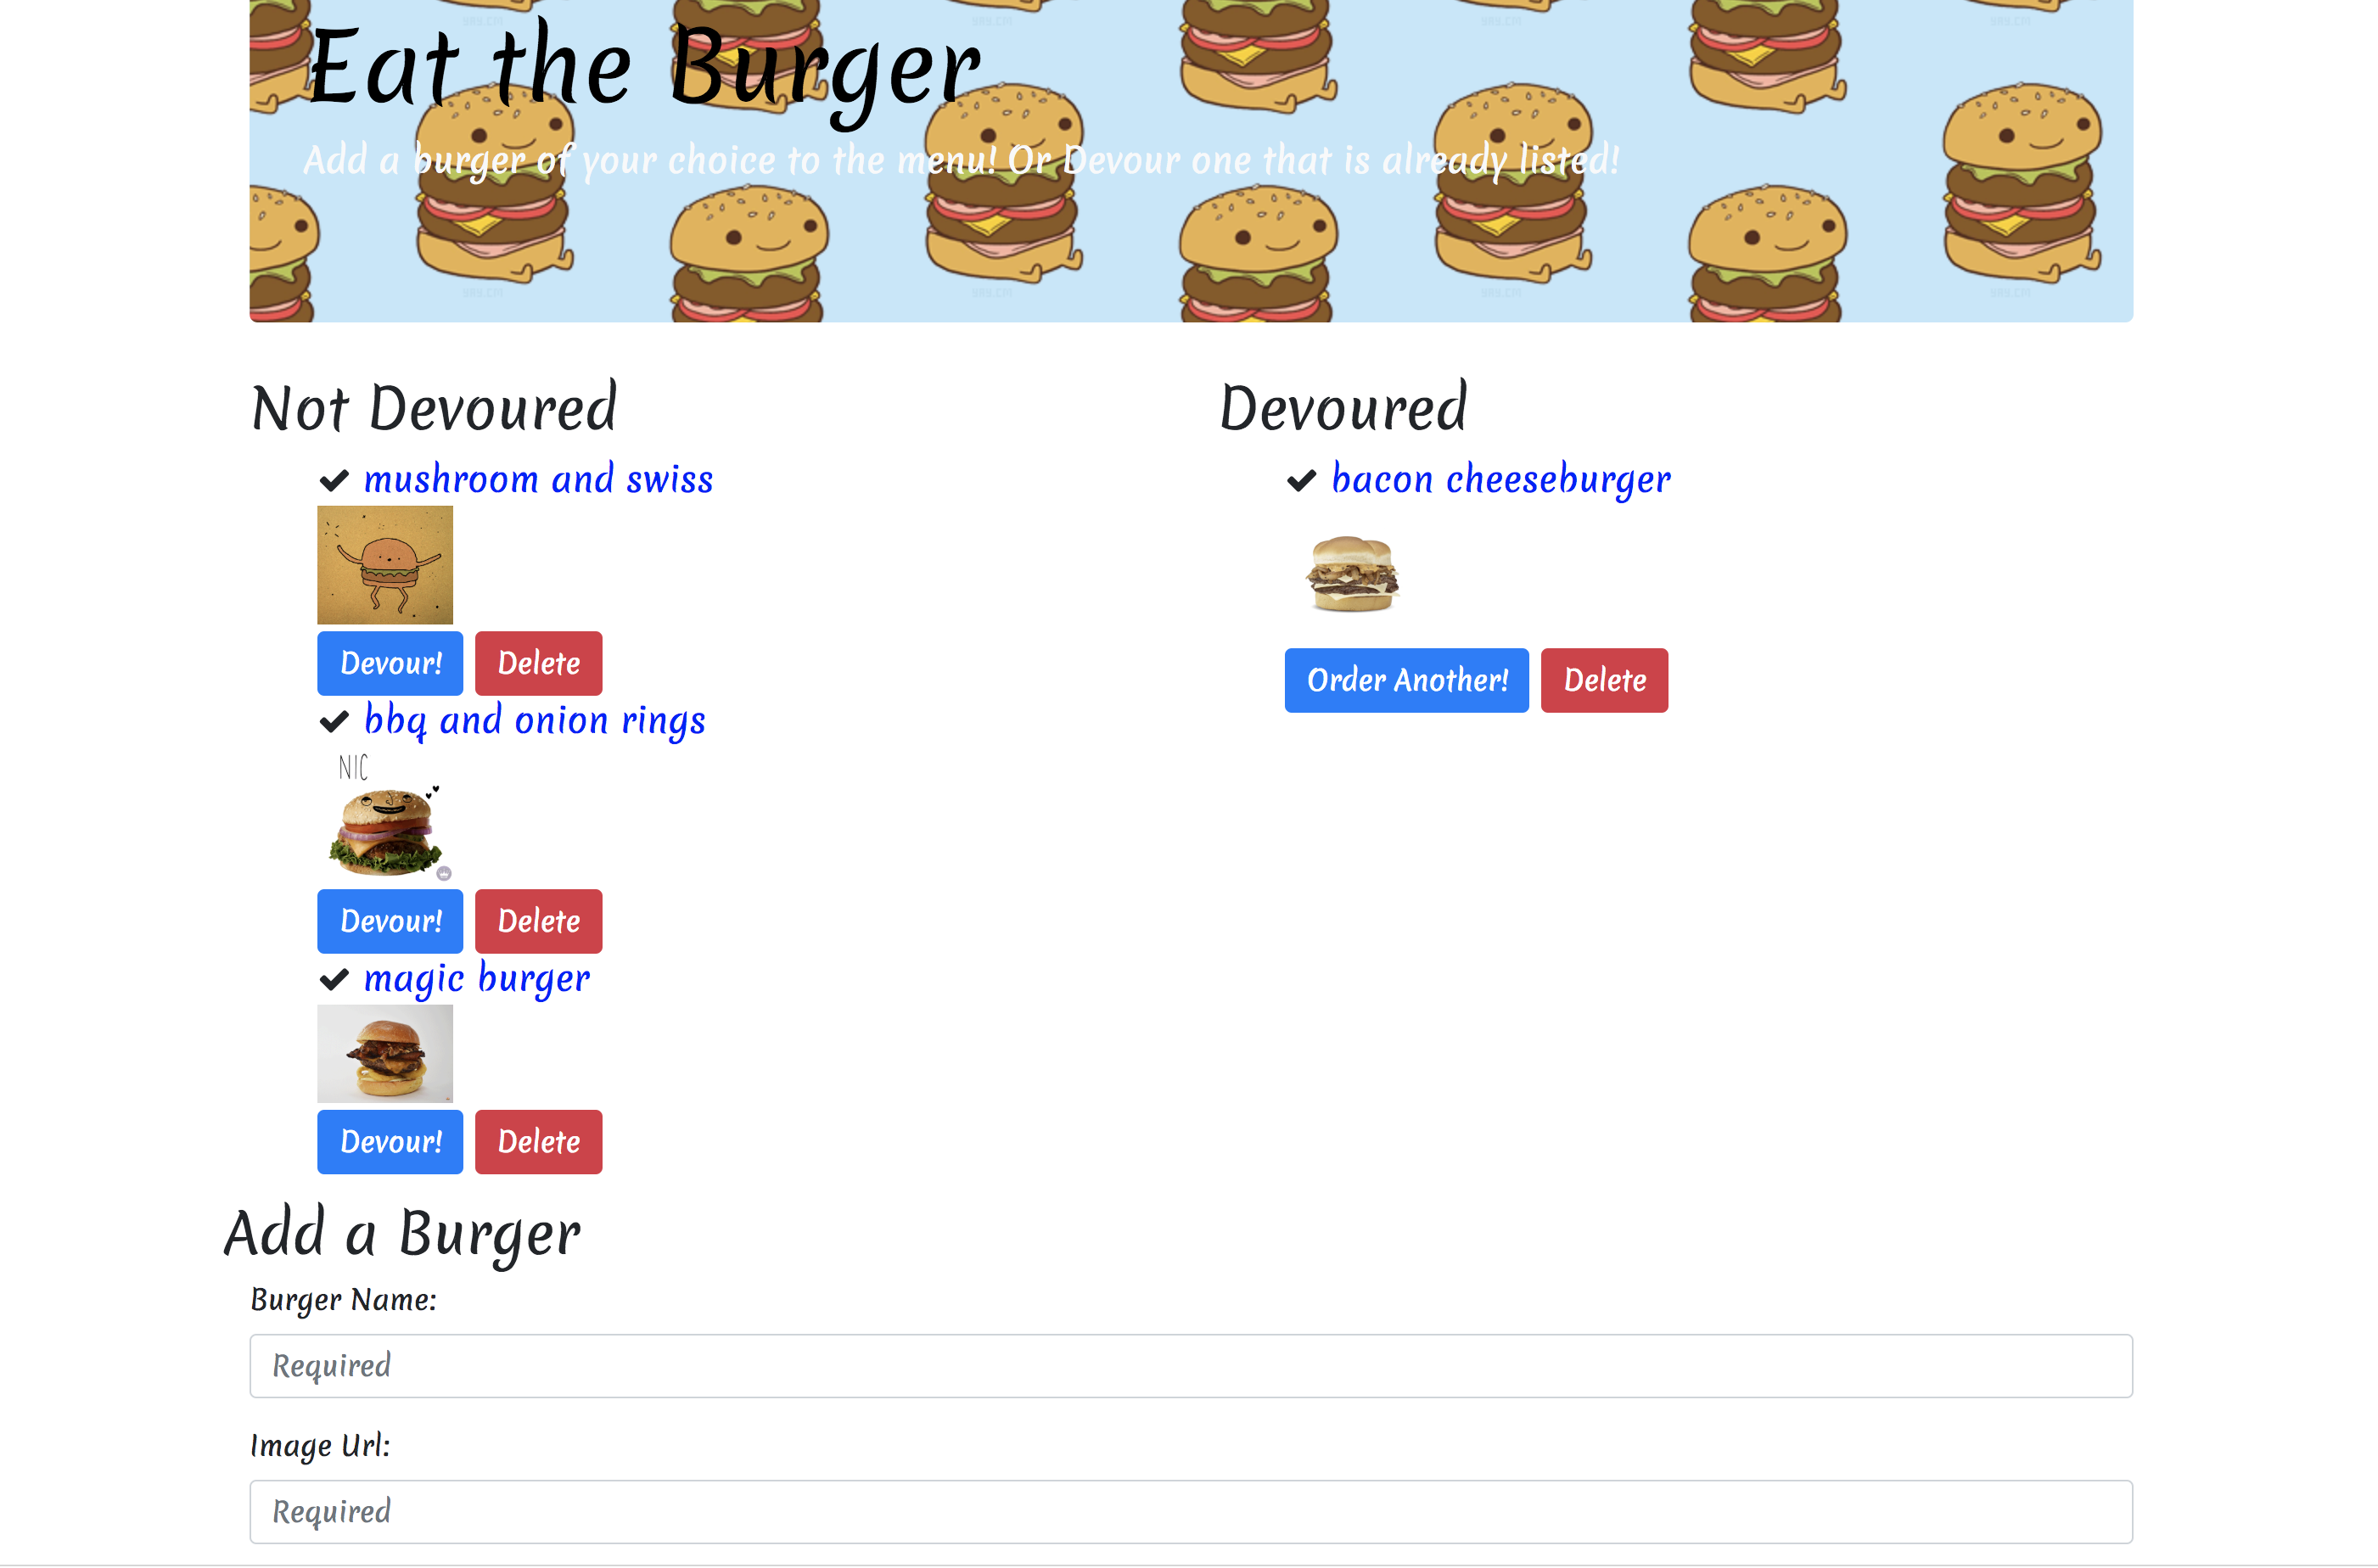 Eat the Burger
Add a burger of your choice to the menu! Or Devour one that is already listed!
Not Devoured
mushroom and swiss
Devour! Delete
bbq and onion rings
NIC
Devour! Delete
magic burger
Devour! Delete
Devoured
bacon cheeseburger
Order Another! Delete
Add a Burger
Burger Name:
Required
Image Url:
Required